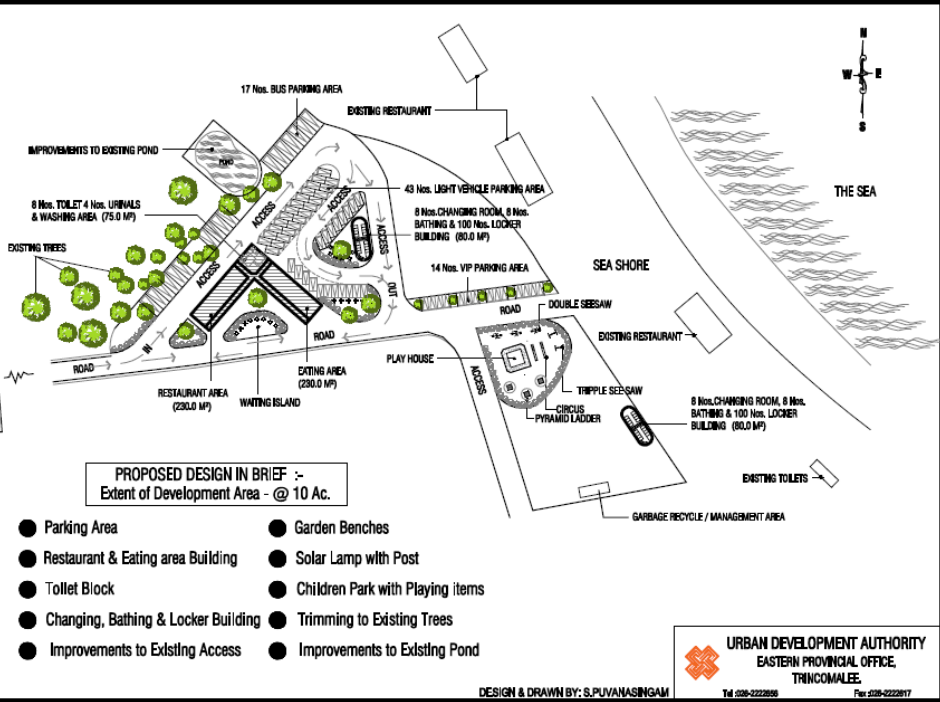 N
W E
S
17 Nos. BUS PARKING AREA
EXISTING RESTAURANT
IMPROVEMENTS TO EXISTING POND
POND
43 Nos. LIGHT VEHICLE PARKING AREA
THE SEA
8 Nos. TOILET 4 Nos. URINALS
& WASHING AREA (75.0 M²)
8 Nos.CHANGING ROOM, 8 Nos.
BATHING & 100 Nos. LOCKER
BUILDING (80.0 M²)
ACCESS
ACCESS
EXISTING TREES
ACCESS
14 Nos. VIP PARKING AREA
SEA SHORE
OUT
DOUBLE SEESAW
ROAD
EXISTING RESTAURANT
IN
ROAD
PLAY HOUSE
ROAD
EATING AREA
(230.0 M²)
ACCESS
RESTAURANT AREA
(230.0 M²)
WAITING ISLAND
TRIPPLE SEE SAW
CIRCUS
PYRAMID LADDER
8 Nos.CHANGING ROOM, 8 Nos.
BATHING & 100 Nos. LOCKER
BUILDING (80.0 M²)
EXISTING TOILETS
GARBAGE RECYCLE / MANAGEMENT AREA
PROPOSED DESIGN IN BRIEF :-
Extent of Development Area - @ 10 Ac.
Parking Area
Restaurant & Eating area Building
Toilet Block
Changing, Bathing & Locker Building
Improvements to Existing Access
Garden Benches
Solar Lamp with Post
Children Park with Playing items
Trimming to Existing Trees
Improvements to Existing Pond
DESIGN & DRAWN BY: S.PUVANASINGAM
URBAN DEVELOPMENT AUTHORITY
EASTERN PROVINCIAL OFFICE,
TRINCOMALEE.
Tel :026-2222856
Fax :026-2222617